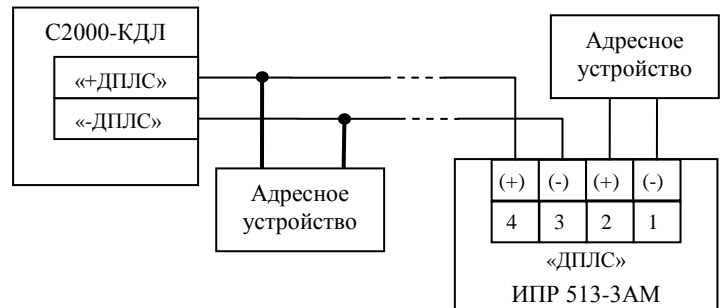 С2000-КДЛ
«+ДПЛС»
«-ДПЛС»
Адресное
устройство
Адресное
устройство
(+) (-) (+) (-)
4 3 2 1
«ДПЛС»
ИПР 513-3АМ